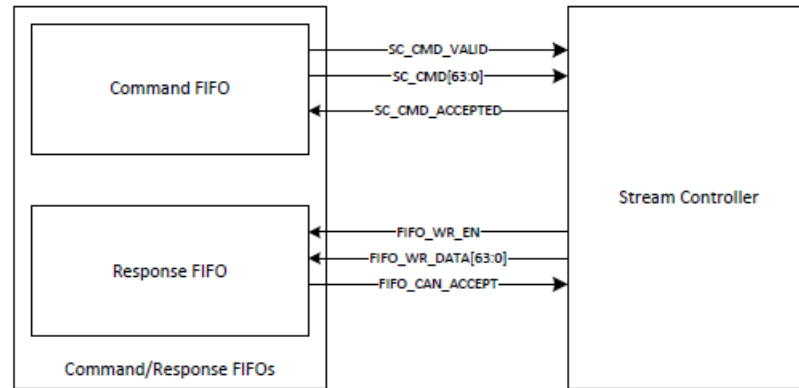 Command FIFO
SC_CMD_VALID
SC_CMD[63:0]
SC_CMD_ACCEPTED
Stream Controller
Response FIFO
FIFO_WR_EN
FIFO_WR_DATA[63:0]
FIFO_CAN_ACCEPT
Command/Response FIFOs